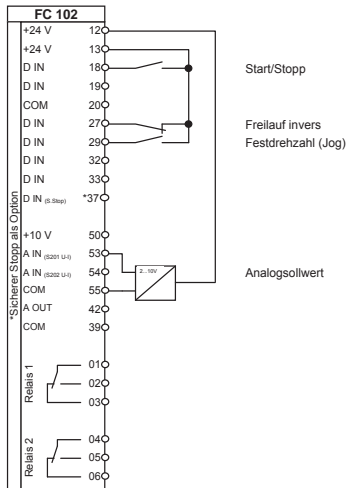 FC 102
+24 V 12
+24 V 13
D IN 18 Start/Stopp
D IN 19
COM 20
D IN 27 Freilauf invers
D IN 29 Festdrehzahl (Jog)
D IN 32
D IN 33
D IN (S.Stop) *37
+10 V 50
A IN (S201 U-I) 53 2...10V
A IN (S202 U-I) 54 Analogsollwert
COM 55
A OUT 42
COM 39
*Sicherer Stopp als Option
Relais 1
01
02
03
Relais 2
04
05
06